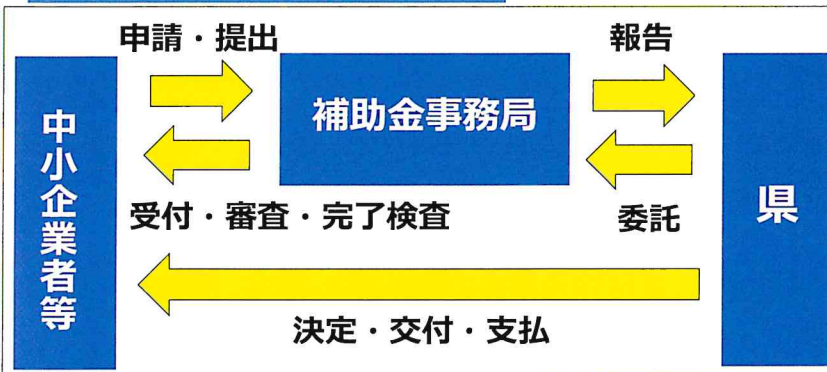 申請・提出
報告
中小企業者等
補助金事務局
県
受付・審査・完了検査
委託
決定・交付・支払